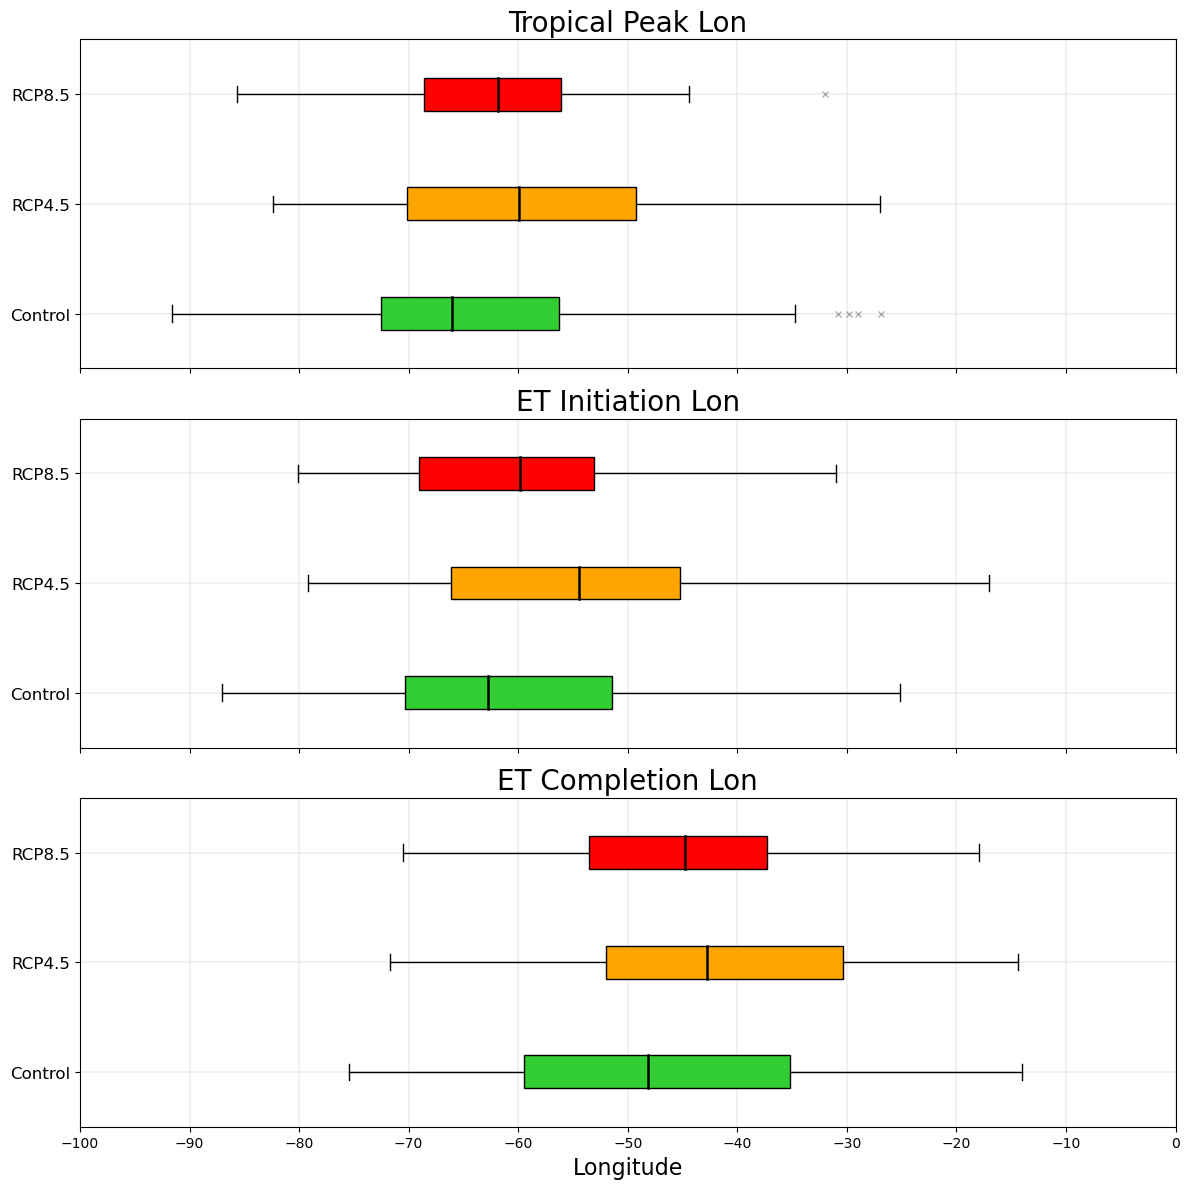 Tropical Peak Lon
RCP8.5
RCP4.5
Control
ET Initiation Lon
RCP8.5
RCP4.5
Control
ET Completion Lon
RCP8.5
RCP4.5
Control
−100 −90 −80 −70 −60 −50 −40 −30 −20 −10 0
Longitude